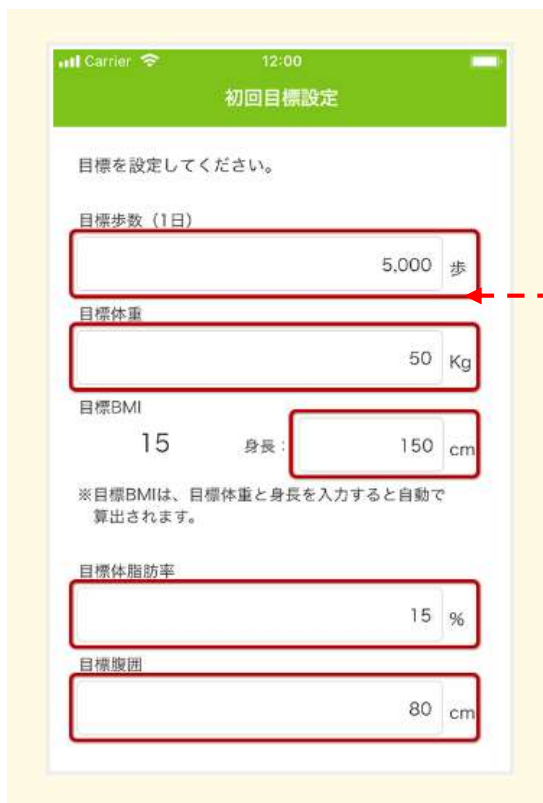 Carrier 12:00
初回目標設定
目標を設定してください。
目標歩数（1日）
5,000 歩
目標体重
50 Kg
目標BMI
15 身長： 150 cm
※目標BMIは、目標体重と身長を入力すると自動で
算出されます。
目標体脂肪率
15 %
目標腹囲
80 cm